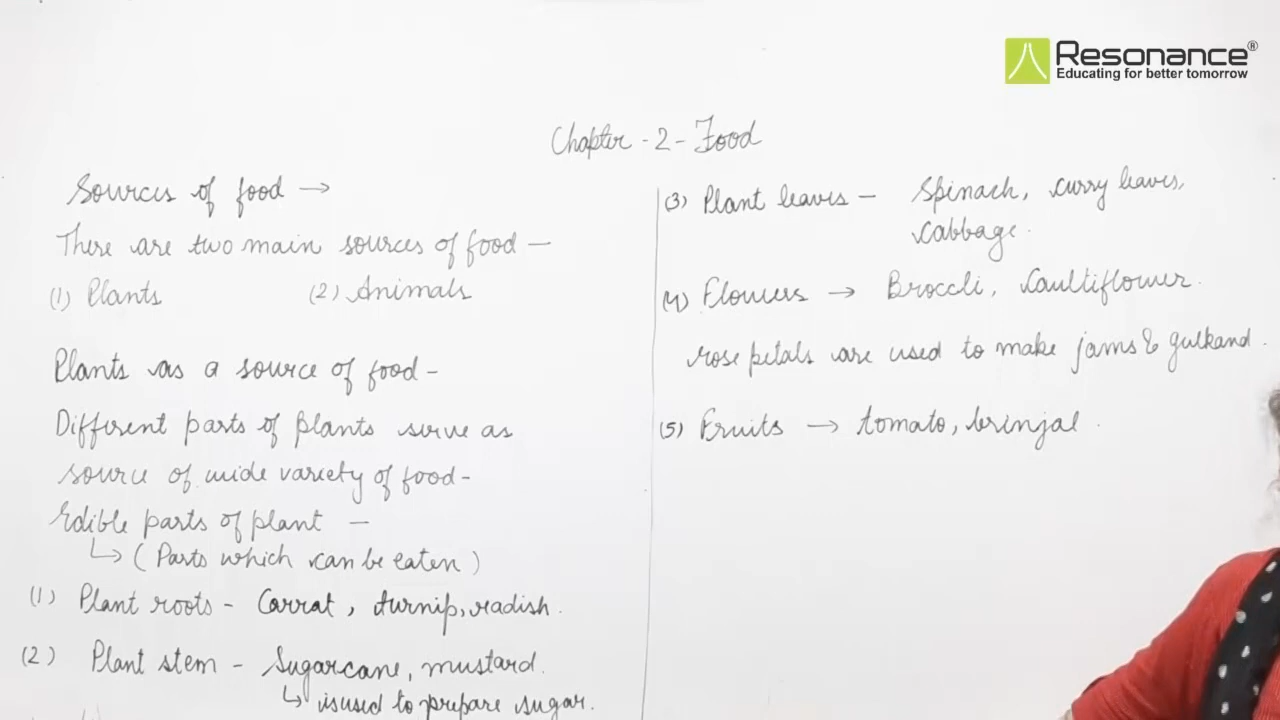 Resonance®
Educating for better tomorrow
Chapter - 2 - Food
Sources of food →
There are two main sources of food —
(1) Plants (2) Animals
Plants as a source of food -
Different parts of plants serve as
source of wide variety of food -
Edible parts of plant —
↳ (Parts which can be eaten)
(1) Plant roots - Carrat, turnip, radish.
(2) Plant stem - Sugarcane, mustard.
↳ is used to prepare sugar.
(3) Plant leaves - Spinach, curry leaves,
cabbage.
(4) Flowers → Broccli, Caultiflower.
rose petals are used to make jams & gulkand.
(5) Fruits → tomato, brinjal.